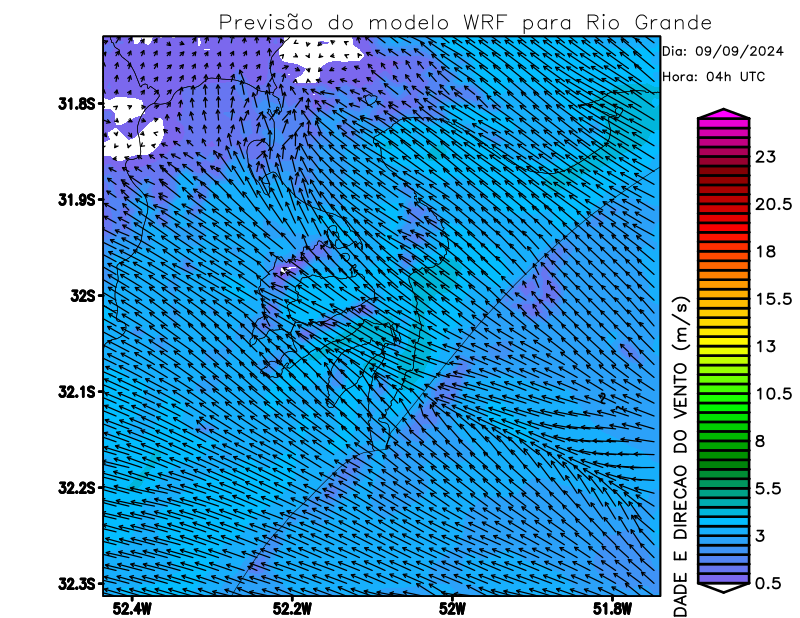 Previsão do modelo WRF para Rio Grande
Dia: 09/09/2024
Hora: 04h UTC
31.8S
31.9S
32S
32.1S
32.2S
32.3S
52.4W
52.2W
52W
51.8W
23
20.5
18
15.5
13
10.5
8
5.5
3
0.5
DADE E DIRECAO DO VENTO (m/s)